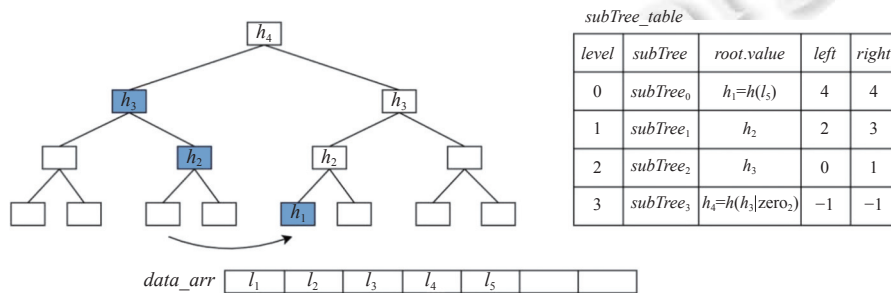 subTree_table
h₄
h₃
h₃
h₂
h₂
h₁
level subTree root.value left right
0 subTree₀ h₁=h(l₅) 4 4
1 subTree₁ h₂ 2 3
2 subTree₂ h₃ 0 1
3 subTree₃ h₄=h(h₃|zero₂) −1 −1
data_arr l₁ l₂ l₃ l₄ l₅